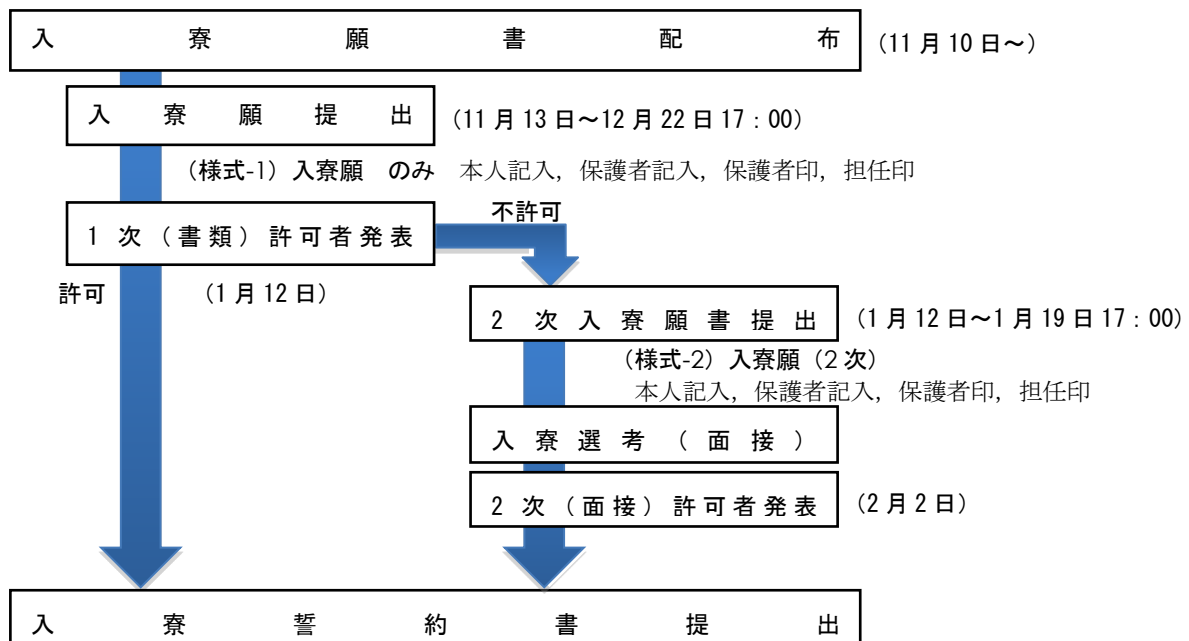 入寮願書配布 (11月10日～)
入寮願提出 (11月13日～12月22日17：00)
(様式-1) 入寮願 のみ 本人記入，保護者記入，保護者印，担任印
不許可
1次（書類）許可者発表
許可 (1月12日)
2次入寮願書提出 (1月12日～1月19日17：00)
(様式-2) 入寮願（2次）
本人記入，保護者記入，保護者印，担任印
入寮選考（面接）
2次（面接）許可者発表 (2月2日)
入寮誓約書提出